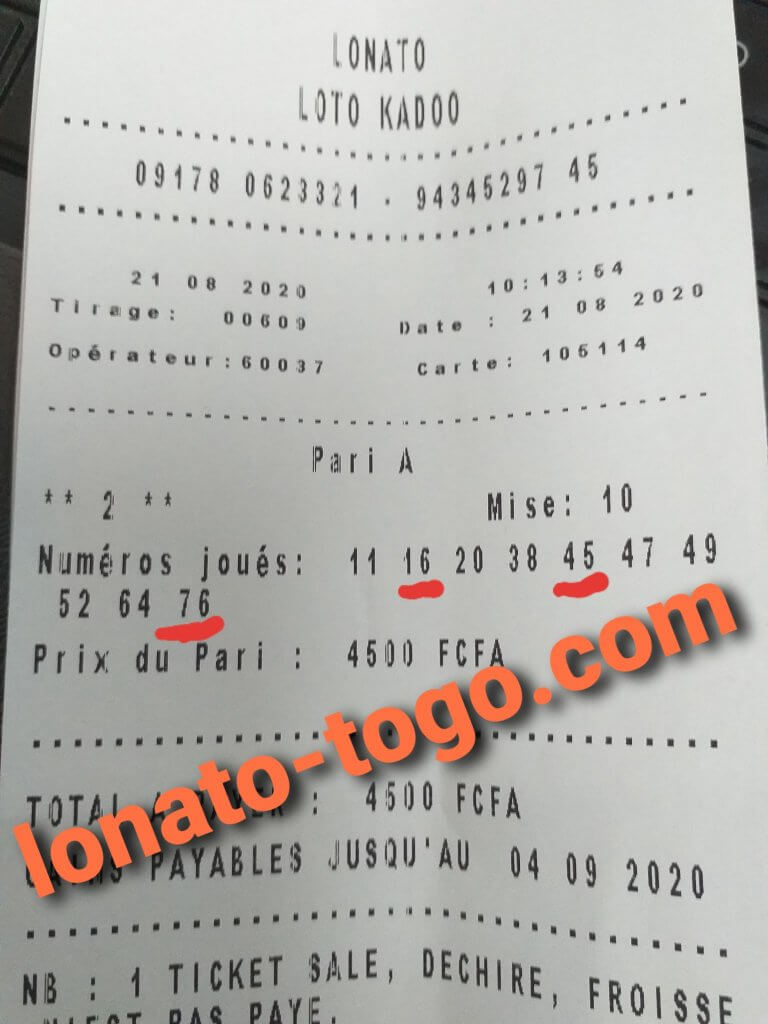 LONATO
LOTO KADOO
09178 0623321 . 94345297 45
21 08 2020 10:13:54
Tirage: 00609 Date : 21 08 2020
Opérateur:60037 Carte: 105114
Pari A
** 2 ** Mise: 10
Numéros joués: 11 16 20 38 45 47 49
52 64 76
Prix du Pari : 4500 FCFA
lonato-togo.com
TOTAL : 4500 FCFA
PAYABLES JUSQU'AU 04 09 2020
NB : 1 TICKET SALE, DECHIRE, FROISSE
N'EST PAS PAYE.